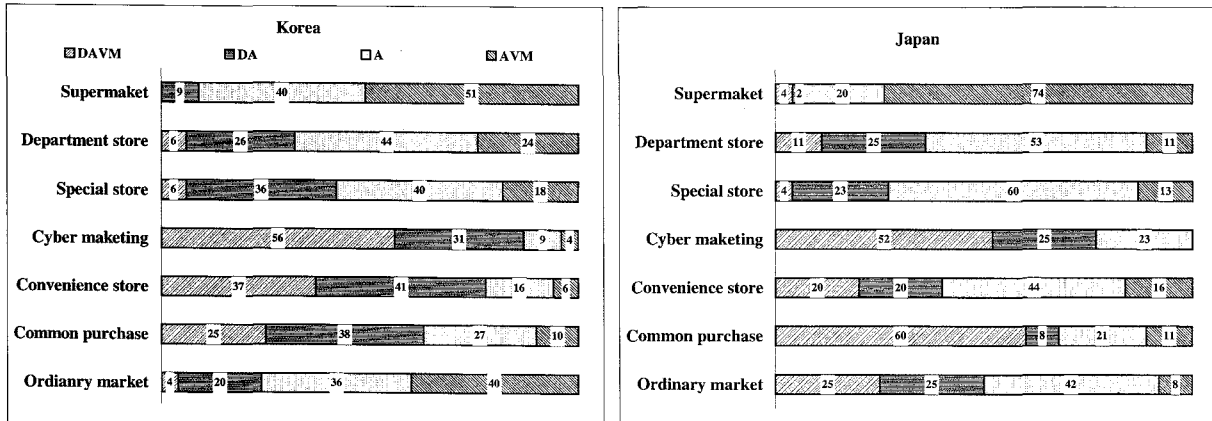 Korea
DAVM DA A AVM
Supermaket 9 40 51
Department store 6 26 44 24
Special store 6 36 40 18
Cyber maketing 56 31 9 4
Convenience store 37 41 16 6
Common purchase 25 38 27 10
Ordianry market 4 20 36 40
Japan
Supermaket 4 2 20 74
Department store 11 25 53 11
Special store 4 23 60 13
Cyber maketing 52 25 23
Convenience store 20 20 44 16
Common purchase 60 8 21 11
Ordinary market 25 25 42 8